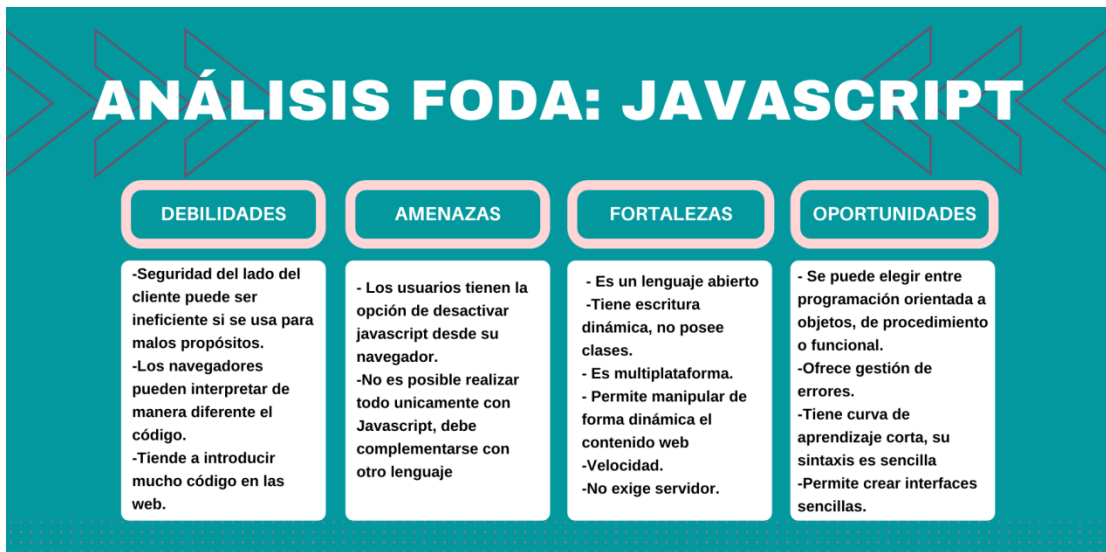 ANÁLISIS FODA: JAVASCRIPT
DEBILIDADES
-Seguridad del lado del
cliente puede ser
ineficiente si se usa para
malos propósitos.
-Los navegadores
pueden interpretar de
manera diferente el
código.
-Tiende a introducir
mucho código en las
web.
AMENAZAS
- Los usuarios tienen la
opción de desactivar
javascript desde su
navegador.
-No es posible realizar
todo unicamente con
Javascript, debe
complementarse con
otro lenguaje
FORTALEZAS
- Es un lenguaje abierto
-Tiene escritura
dinámica, no posee
clases.
- Es multiplataforma.
- Permite manipular de
forma dinámica el
contenido web
-Velocidad.
-No exige servidor.
OPORTUNIDADES
- Se puede elegir entre
programación orientada a
objetos, de procedimiento
o funcional.
-Ofrece gestión de
errores.
-Tiene curva de
aprendizaje corta, su
sintaxis es sencilla
-Permite crear interfaces
sencillas.